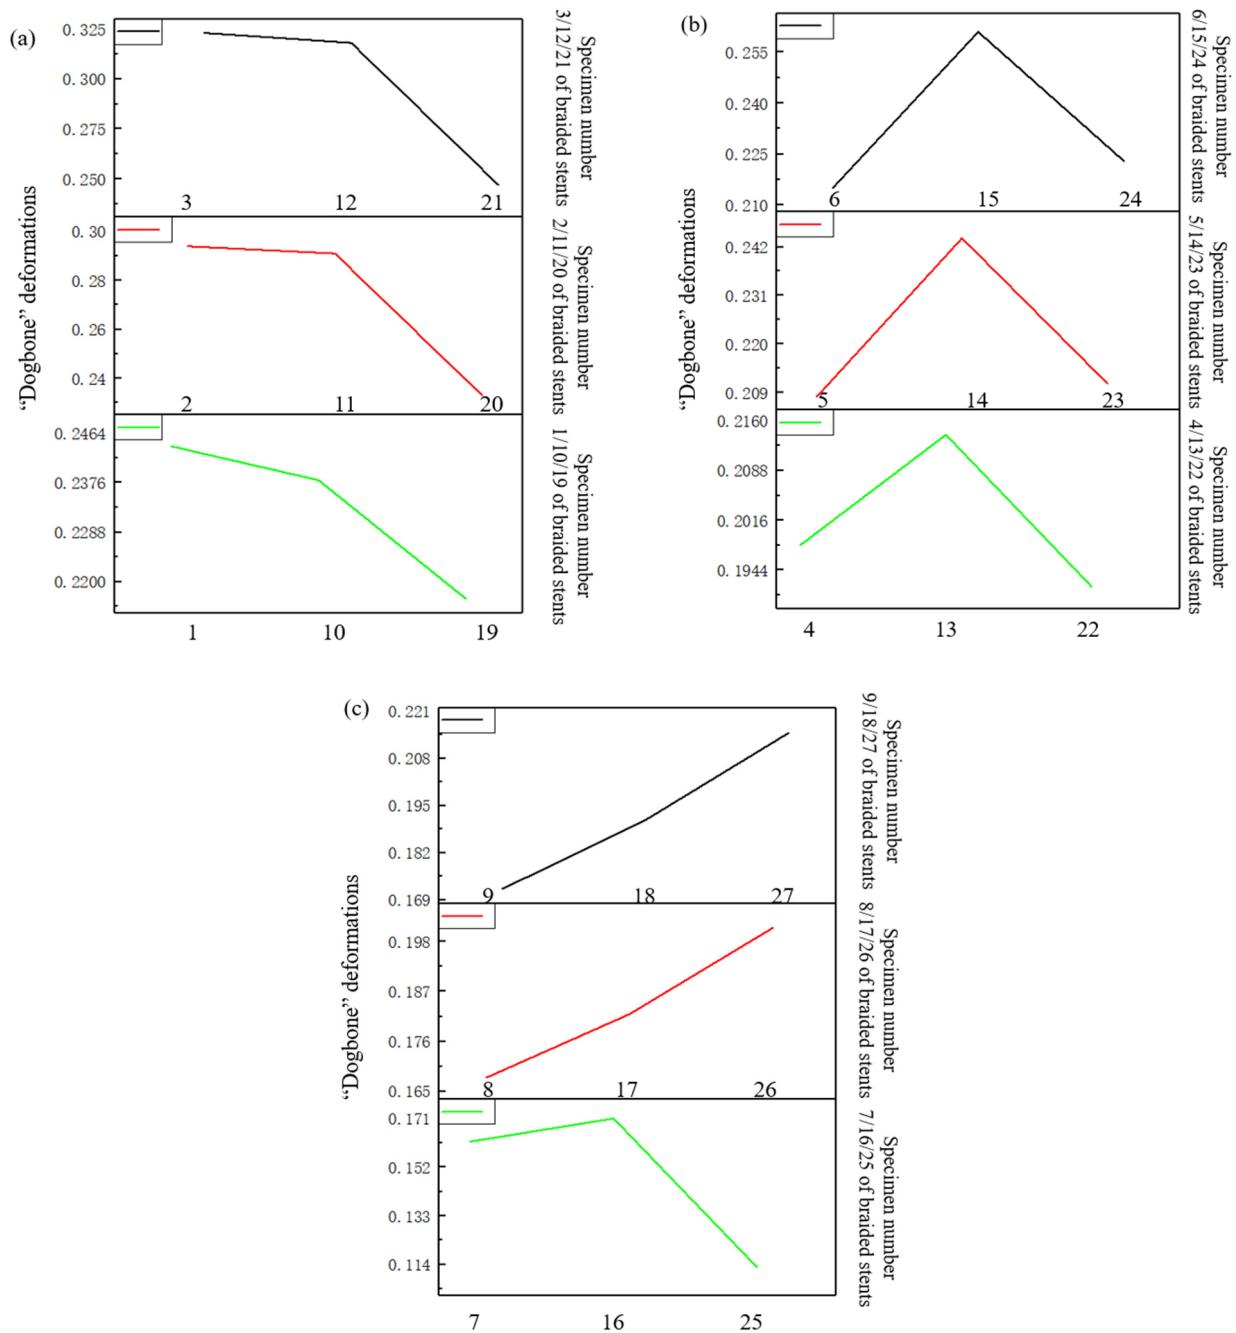 (a)
“Dogbone” deformations
0.325
0.300
0.275
0.250
3
12
21
Specimen number
3/12/21 of braided stents
0.30
0.28
0.26
0.24
2
11
20
Specimen number
2/11/20 of braided stents
0.2464
0.2376
0.2288
0.2200
1
10
19
Specimen number
1/10/19 of braided stents
(b)
“Dogbone” deformations
0.255
0.240
0.225
0.210
6
15
24
Specimen number
6/15/24 of braided stents
0.242
0.231
0.220
0.209
5
14
23
Specimen number
5/14/23 of braided stents
0.2160
0.2088
0.2016
0.1944
4
13
22
Specimen number
4/13/22 of braided stents
(c)
“Dogbone” deformations
0.221
0.208
0.195
0.182
0.169
9
18
27
Specimen number
9/18/27 of braided stents
0.198
0.187
0.176
0.165
8
17
26
Specimen number
8/17/26 of braided stents
0.171
0.152
0.133
0.114
7
16
25
Specimen number
7/16/25 of braided stents